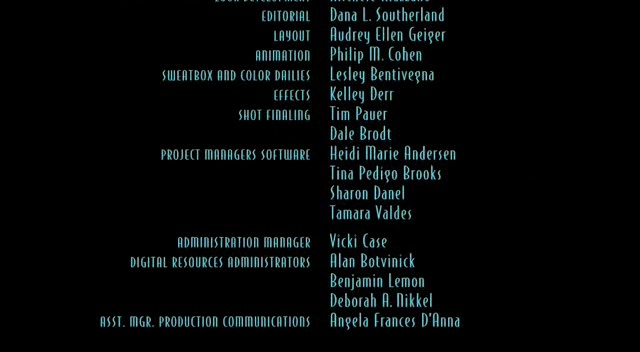 EDITORIAL Dana L. Southerland
LAYOUT Audrey Ellen Geiger
ANIMATION Philip M. Cohen
SWEATBOX AND COLOR DAILIES Lesley Bentivegna
EFFECTS Kelley Derr
SHOT FINALING Tim Pauer
Dale Brodt
PROJECT MANAGERS SOFTWARE Heidi Marie Andersen
Tina Pedigo Brooks
Sharon Danel
Tamara Valdes
ADMINISTRATION MANAGER Vicki Case
DIGITAL RESOURCES ADMINISTRATORS Alan Botvinick
Benjamin Lemon
Deborah A. Nikkel
ASST. MGR. PRODUCTION COMMUNICATIONS Angela Frances D'Anna